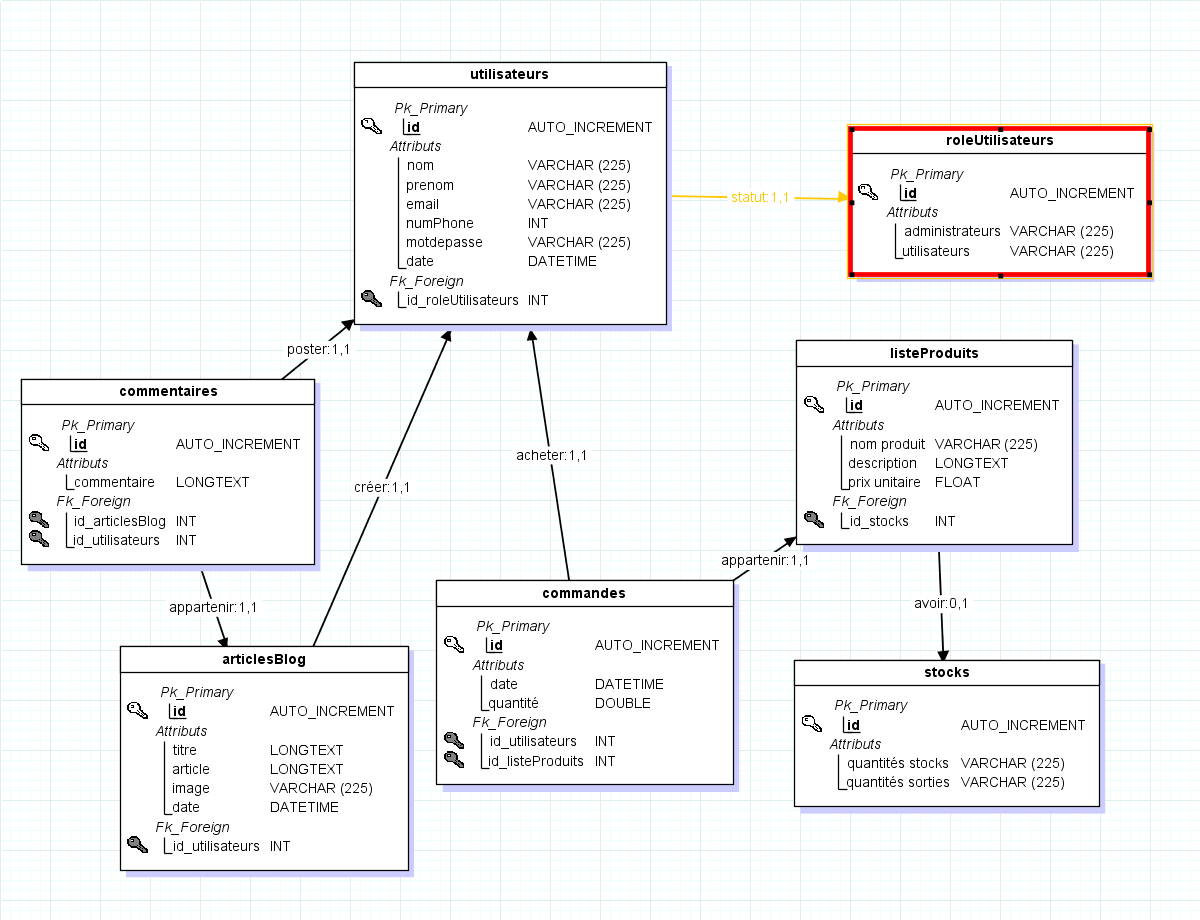 utilisateurs
Pk_Primary
id AUTO_INCREMENT
Attributs
nom VARCHAR (225)
prenom VARCHAR (225)
email VARCHAR (225)
numPhone INT
motdepasse VARCHAR (225)
date DATETIME
Fk_Foreign
id_roleUtilisateurs INT
statut:1,1
roleUtilisateurs
Pk_Primary
id AUTO_INCREMENT
Attributs
administrateurs VARCHAR (225)
utilisateurs VARCHAR (225)
poster:1,1
créer:1,1
acheter:1,1
commentaires
Pk_Primary
id AUTO_INCREMENT
Attributs
commentaire LONGTEXT
Fk_Foreign
id_articlesBlog INT
id_utilisateurs INT
listeProduits
Pk_Primary
id AUTO_INCREMENT
Attributs
nom produit VARCHAR (225)
description LONGTEXT
prix unitaire FLOAT
Fk_Foreign
id_stocks INT
appartenir:1,1
appartenir:1,1
avoir:0,1
articlesBlog
Pk_Primary
id AUTO_INCREMENT
Attributs
titre LONGTEXT
article LONGTEXT
image VARCHAR (225)
date DATETIME
Fk_Foreign
id_utilisateurs INT
commandes
Pk_Primary
id AUTO_INCREMENT
Attributs
date DATETIME
quantité DOUBLE
Fk_Foreign
id_utilisateurs INT
id_listeProduits INT
stocks
Pk_Primary
id AUTO_INCREMENT
Attributs
quantités stocks VARCHAR (225)
quantités sorties VARCHAR (225)